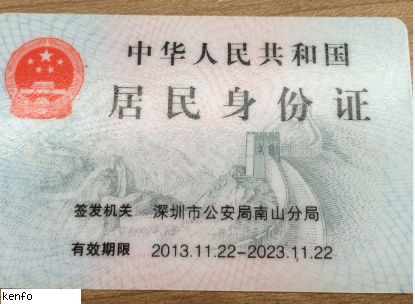 中华人民共和国
居民身份证
签发机关 深圳市公安局南山分局
有效期限 2013.11.22-2023.11.22
kenfo